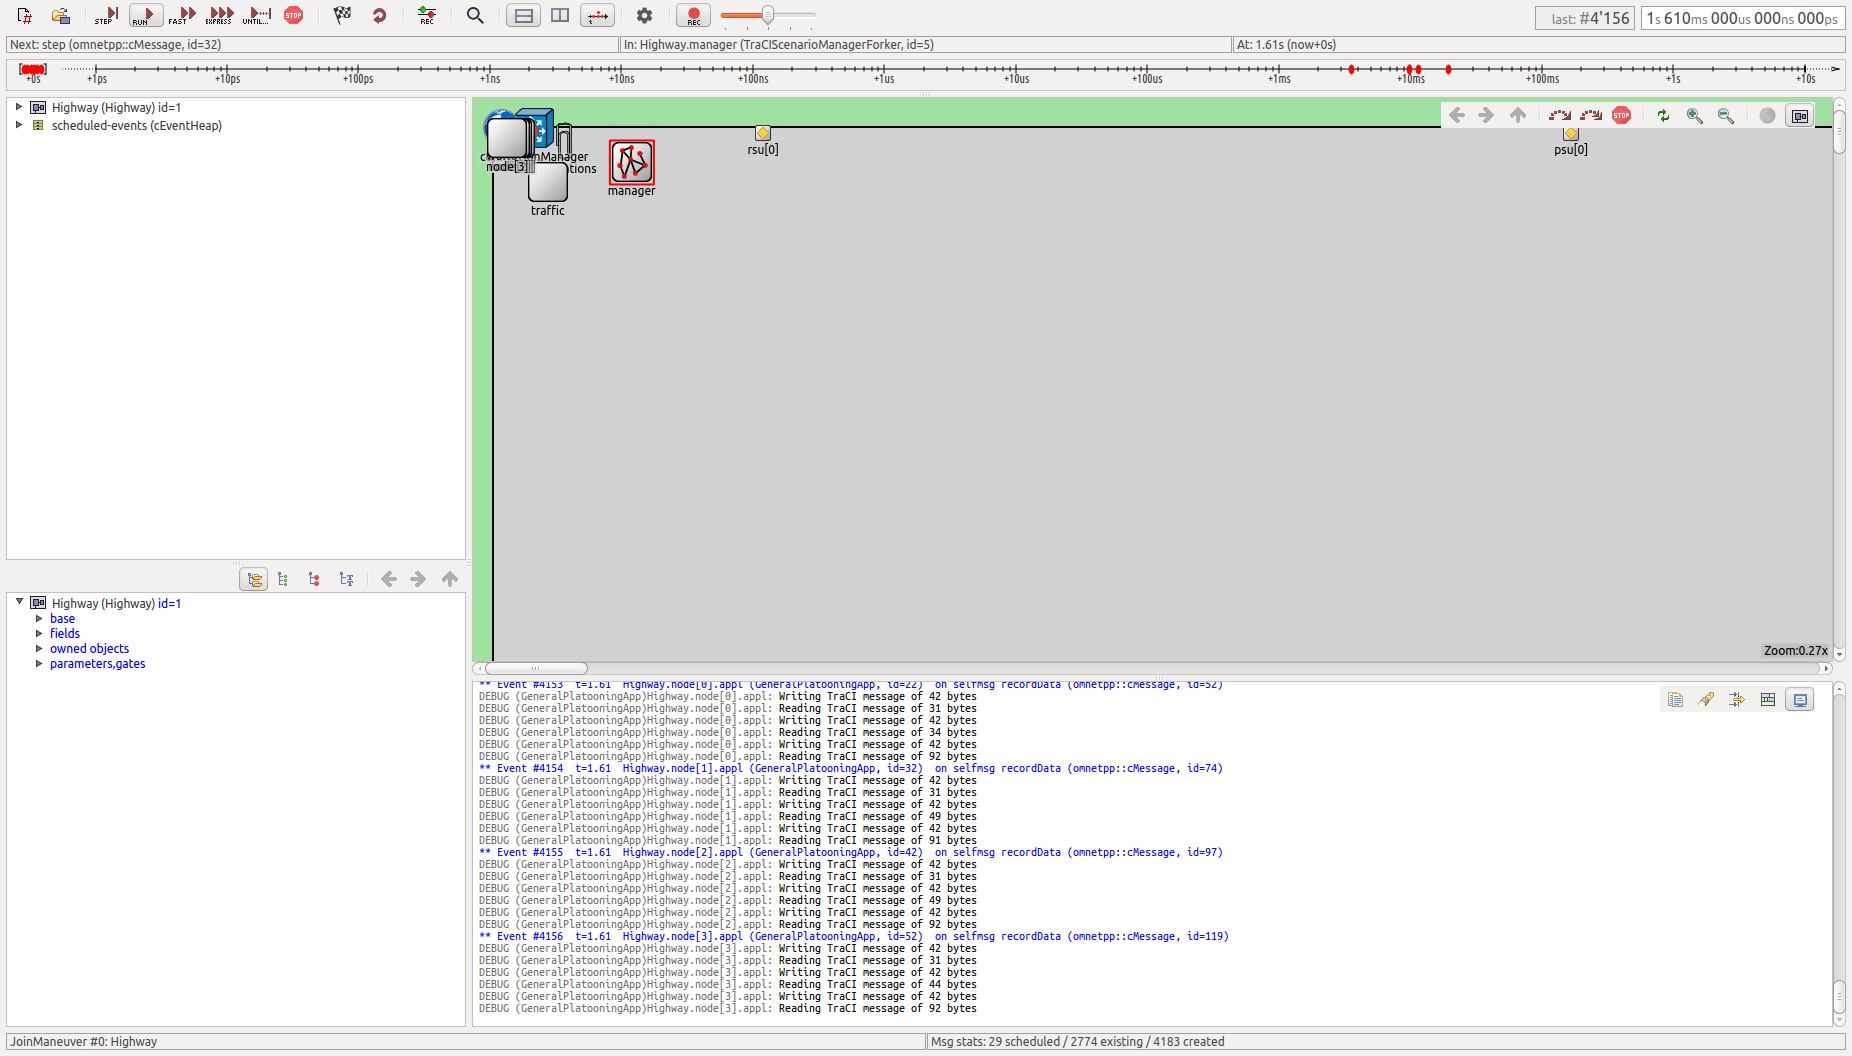 STEP RUN FAST EXPRESS UNTIL... STOP REC REC
last: #4'156
1s 610ms 000us 000ns 000ps
Next: step (omnetpp::cMessage, id=32)
In: Highway.manager (TraCIScenarioManagerForker, id=5)
At: 1.61s (now+0s)
+0s +1ps +10ps +100ps +1ns +10ns +100ns +1us +10us +100us +1ms +10ms +100ms +1s +10s
Highway (Highway) id=1
scheduled-events (cEventHeap)
STOP
node[3]
traffic
manager
rsu[0]
psu[0]
Zoom:0.27x
Highway (Highway) id=1
base
fields
owned objects
parameters,gates
** Event #4153 t=1.61 Highway.node[0].appl (GeneralPlatooningApp, id=22) on selfmsg recordData (omnetpp::cMessage, id=52)
DEBUG (GeneralPlatooningApp)Highway.node[0].appl: Writing TraCI message of 42 bytes
DEBUG (GeneralPlatooningApp)Highway.node[0].appl: Reading TraCI message of 31 bytes
DEBUG (GeneralPlatooningApp)Highway.node[0].appl: Writing TraCI message of 42 bytes
DEBUG (GeneralPlatooningApp)Highway.node[0].appl: Reading TraCI message of 34 bytes
DEBUG (GeneralPlatooningApp)Highway.node[0].appl: Writing TraCI message of 42 bytes
DEBUG (GeneralPlatooningApp)Highway.node[0].appl: Reading TraCI message of 92 bytes
** Event #4154 t=1.61 Highway.node[1].appl (GeneralPlatooningApp, id=32) on selfmsg recordData (omnetpp::cMessage, id=74)
DEBUG (GeneralPlatooningApp)Highway.node[1].appl: Writing TraCI message of 42 bytes
DEBUG (GeneralPlatooningApp)Highway.node[1].appl: Reading TraCI message of 31 bytes
DEBUG (GeneralPlatooningApp)Highway.node[1].appl: Writing TraCI message of 42 bytes
DEBUG (GeneralPlatooningApp)Highway.node[1].appl: Reading TraCI message of 49 bytes
DEBUG (GeneralPlatooningApp)Highway.node[1].appl: Writing TraCI message of 42 bytes
DEBUG (GeneralPlatooningApp)Highway.node[1].appl: Reading TraCI message of 91 bytes
** Event #4155 t=1.61 Highway.node[2].appl (GeneralPlatooningApp, id=42) on selfmsg recordData (omnetpp::cMessage, id=97)
DEBUG (GeneralPlatooningApp)Highway.node[2].appl: Writing TraCI message of 42 bytes
DEBUG (GeneralPlatooningApp)Highway.node[2].appl: Reading TraCI message of 31 bytes
DEBUG (GeneralPlatooningApp)Highway.node[2].appl: Writing TraCI message of 42 bytes
DEBUG (GeneralPlatooningApp)Highway.node[2].appl: Reading TraCI message of 49 bytes
DEBUG (GeneralPlatooningApp)Highway.node[2].appl: Writing TraCI message of 42 bytes
DEBUG (GeneralPlatooningApp)Highway.node[2].appl: Reading TraCI message of 92 bytes
** Event #4156 t=1.61 Highway.node[3].appl (GeneralPlatooningApp, id=52) on selfmsg recordData (omnetpp::cMessage, id=119)
DEBUG (GeneralPlatooningApp)Highway.node[3].appl: Writing TraCI message of 42 bytes
DEBUG (GeneralPlatooningApp)Highway.node[3].appl: Reading TraCI message of 31 bytes
DEBUG (GeneralPlatooningApp)Highway.node[3].appl: Writing TraCI message of 42 bytes
DEBUG (GeneralPlatooningApp)Highway.node[3].appl: Reading TraCI message of 44 bytes
DEBUG (GeneralPlatooningApp)Highway.node[3].appl: Writing TraCI message of 42 bytes
DEBUG (GeneralPlatooningApp)Highway.node[3].appl: Reading TraCI message of 92 bytes
JoinManeuver #0: Highway
Msg stats: 29 scheduled / 2774 existing / 4183 created